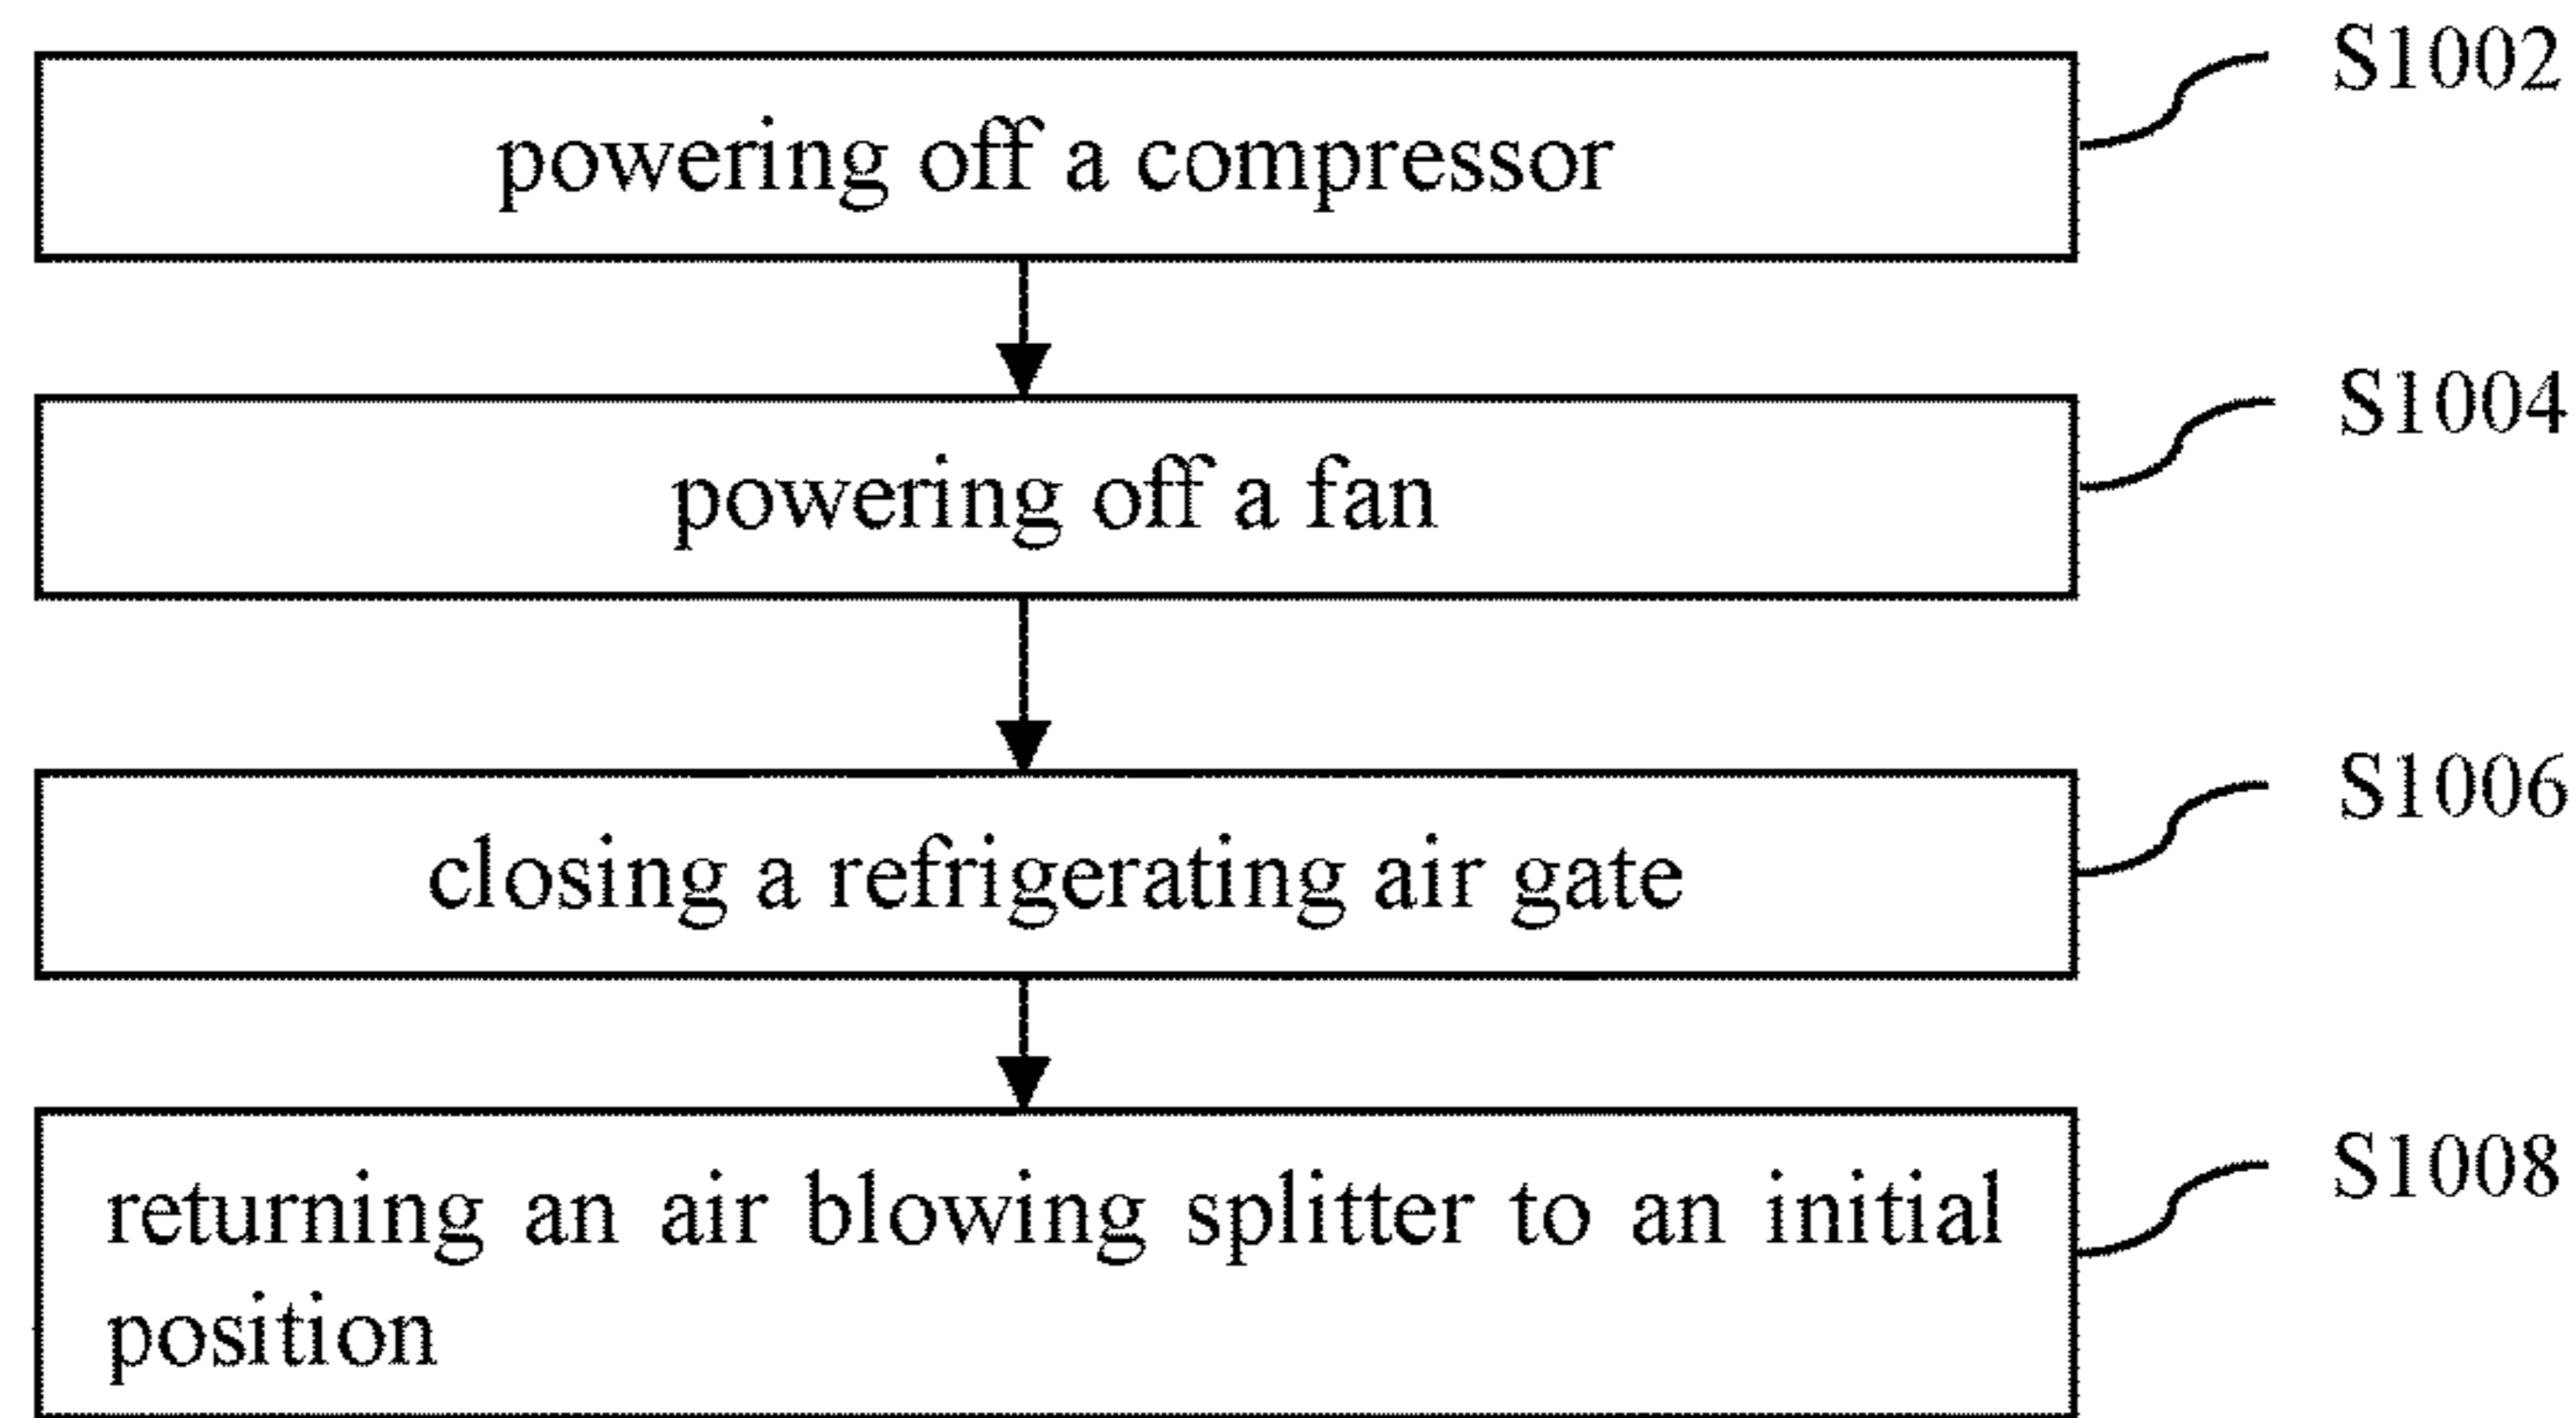 S1002
powering off a compressor
S1004
powering off a fan
S1006
closing a refrigerating air gate
S1008
returning an air blowing splitter to an initial
position